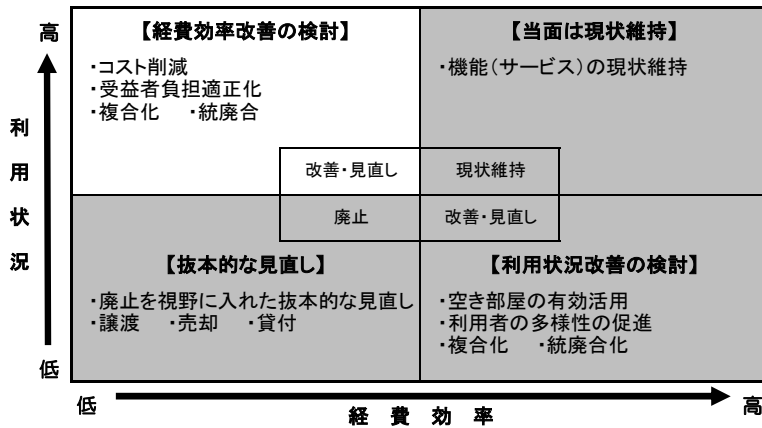 高
利
用
状
況
低
【経費効率改善の検討】
・コスト削減
・受益者負担適正化
・複合化 ・統廃合
【当面は現状維持】
・機能(サービス)の現状維持
改善・見直し
現状維持
廃止
改善・見直し
【抜本的な見直し】
・廃止を視野に入れた抜本的な見直し
・譲渡 ・売却 ・貸付
【利用状況改善の検討】
・空き部屋の有効活用
・利用者の多様性の促進
・複合化 ・統廃合化
低
経費効率
高